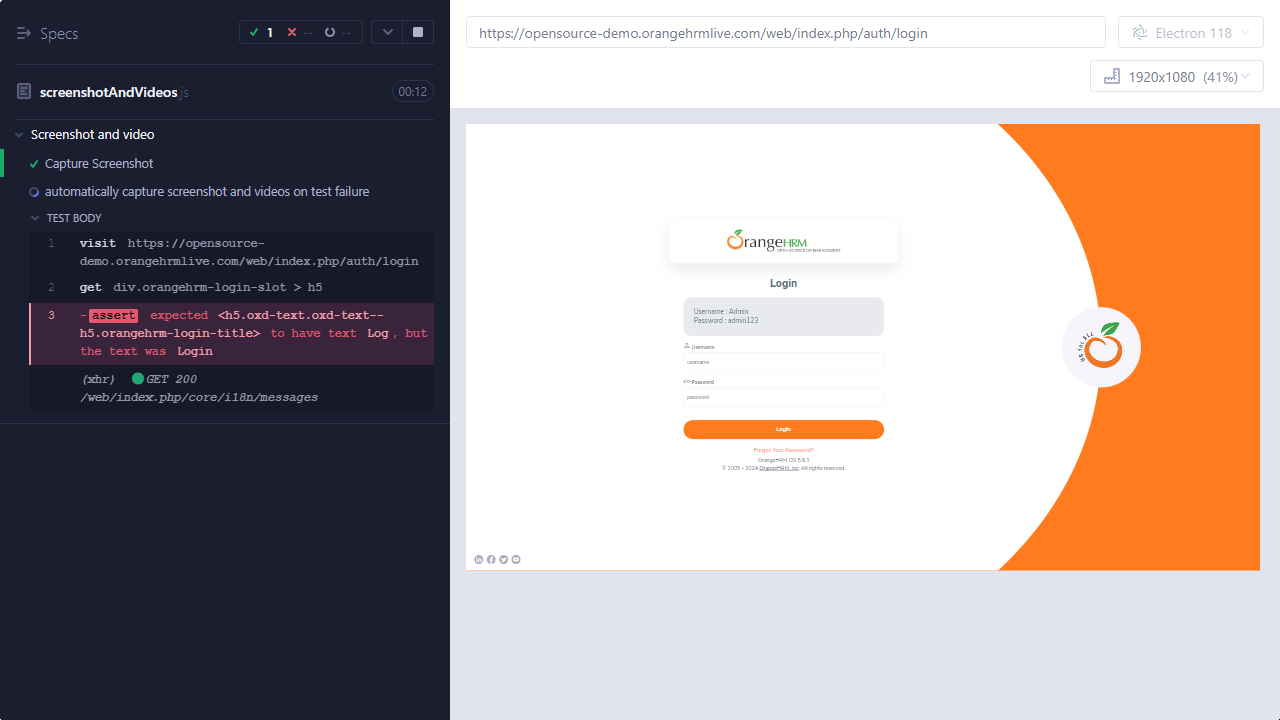 Specs
1
--
--
screenshotAndVideos.js
00:12
Screenshot and video
Capture Screenshot
automatically capture screenshot and videos on test failure
TEST BODY
1 visit https://opensource-
demo.orangehrmlive.com/web/index.php/auth/login
2 get div.orangehrm-login-slot > h5
3 -assert expected <h5.oxd-text.oxd-text--
h5.orangehrm-login-title> to have text Log, but
the text was Login
(xhr) GET 200
/web/index.php/core/i18n/messages
https://opensource-demo.orangehrmlive.com/web/index.php/auth/login
Electron 118
1920x1080 (41%)
OrangeHRM
OPEN SOURCE HR MANAGEMENT
Login
Username : Admin
Password : admin123
Username
username
Password
password
Login
Forgot Your Password?
OrangeHRM OS 5.6.1
© 2005 - 2024 OrangeHRM, Inc. All rights reserved.
HR for ALL